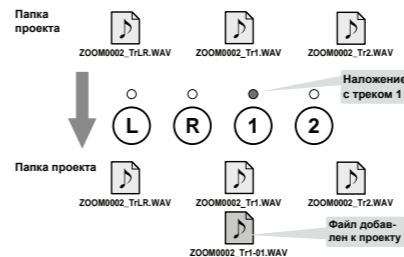 Папка
проекта
ZOOM0002_TrLR.WAV
ZOOM0002_Tr1.WAV
ZOOM0002_Tr2.WAV
Наложение
с треком 1
L
R
1
2
Папка проекта
ZOOM0002_TrLR.WAV
ZOOM0002_Tr1.WAV
ZOOM0002_Tr2.WAV
Файл добав-
лен к проекту
ZOOM0002_Tr1-01.WAV